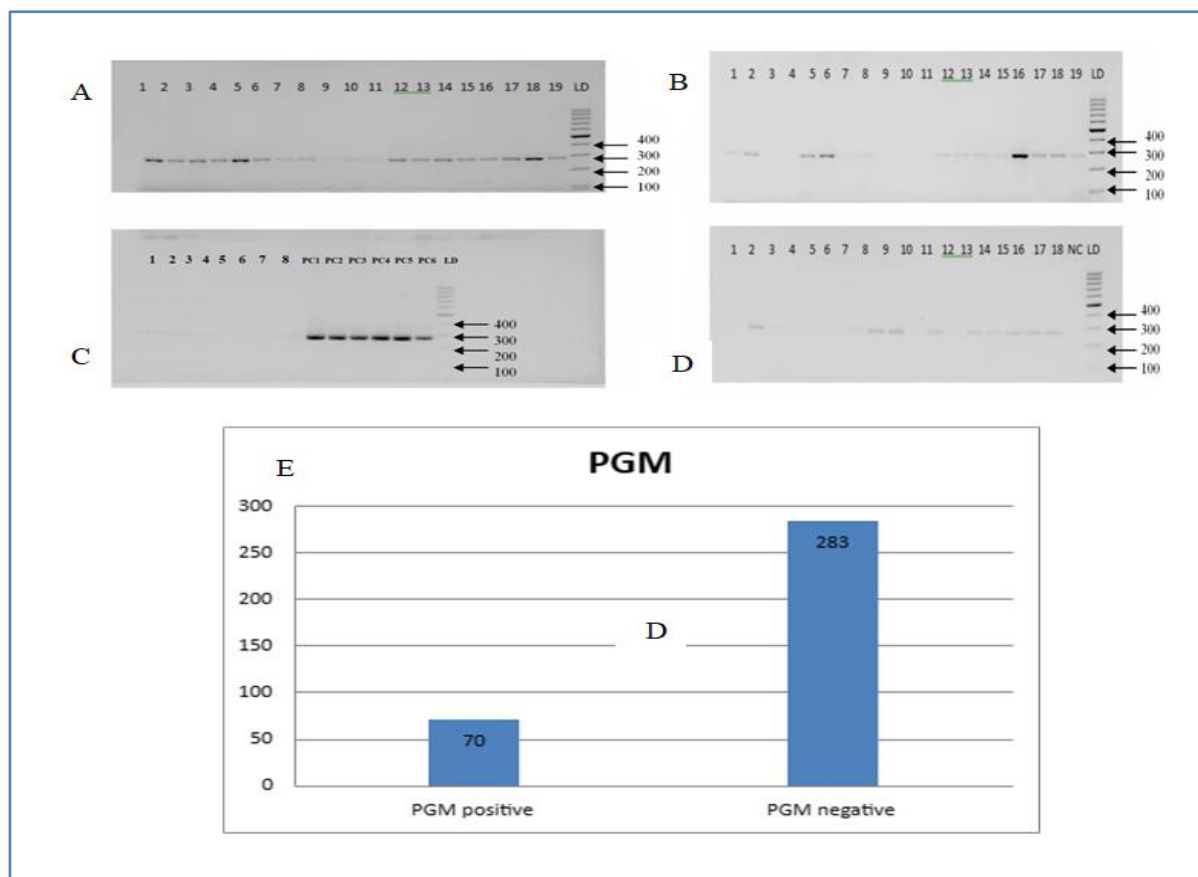 A
1 2 3 4 5 6 7 8 9 10 11 12 13 14 15 16 17 18 19 LD
400
300
200
100
B
1 2 3 4 5 6 7 8 9 10 11 12 13 14 15 16 17 18 19 LD
400
300
200
100
C
1 2 3 4 5 6 7 8 PC1 PC2 PC3 PC4 PC5 PC6 LD
400
300
200
100
D
1 2 3 4 5 6 7 8 9 10 11 12 13 14 15 16 17 18 NC LD
400
300
200
100
E
PGM
300
250
200
150
100
50
0
283
D
70
PGM positive PGM negative